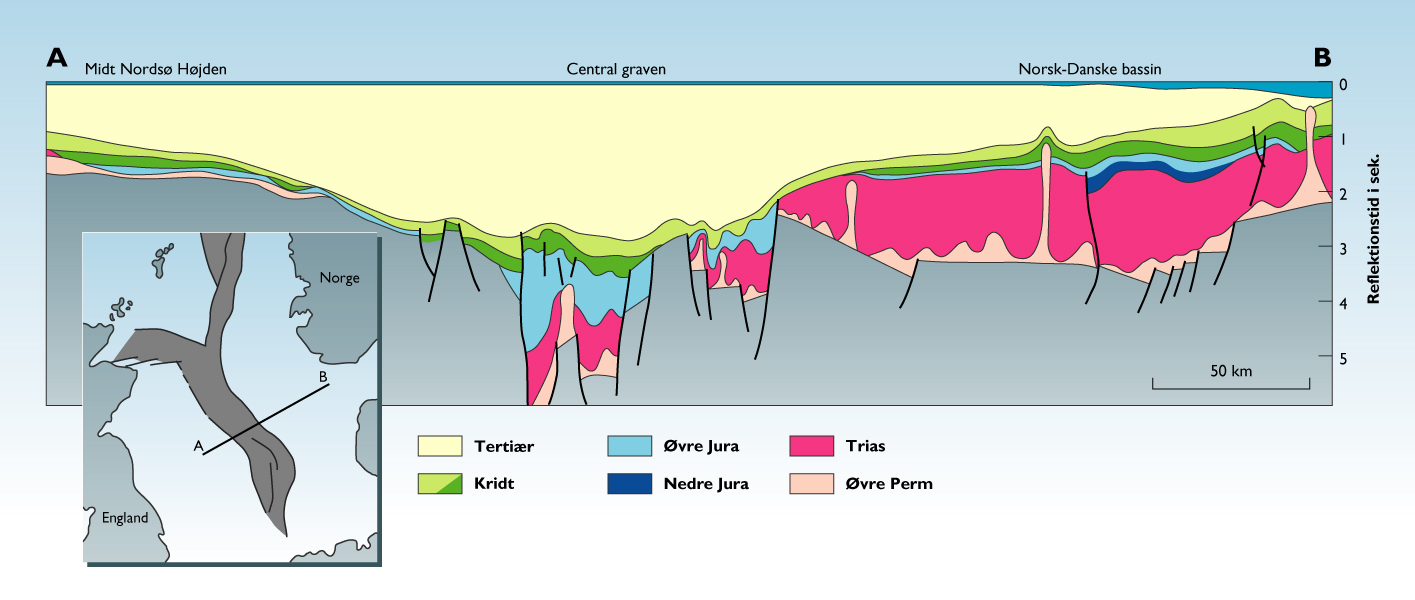 A
B
Midt Nordsø Højden
Central graven
Norsk-Danske bassin
0
1
2
3
4
5
Reflektionstid i sek.
50 km
Norge
B
A
England
Tertiær
Øvre Jura
Trias
Kridt
Nedre Jura
Øvre Perm